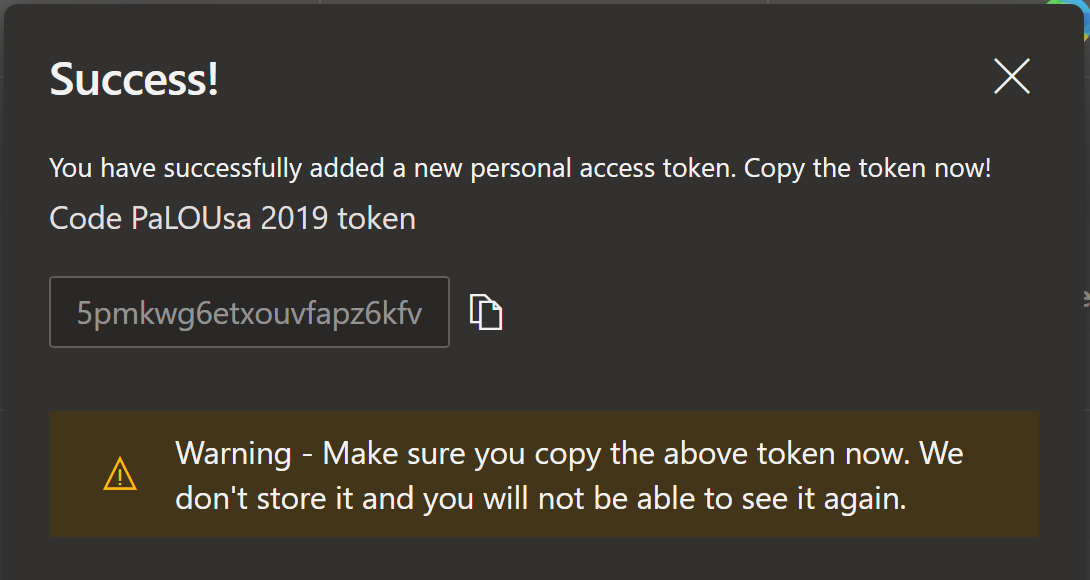 Success!
You have successfully added a new personal access token. Copy the token now!
Code PaLOUsa 2019 token
5pmkwg6etxouvfapz6kfv
Warning - Make sure you copy the above token now. We
don't store it and you will not be able to see it again.